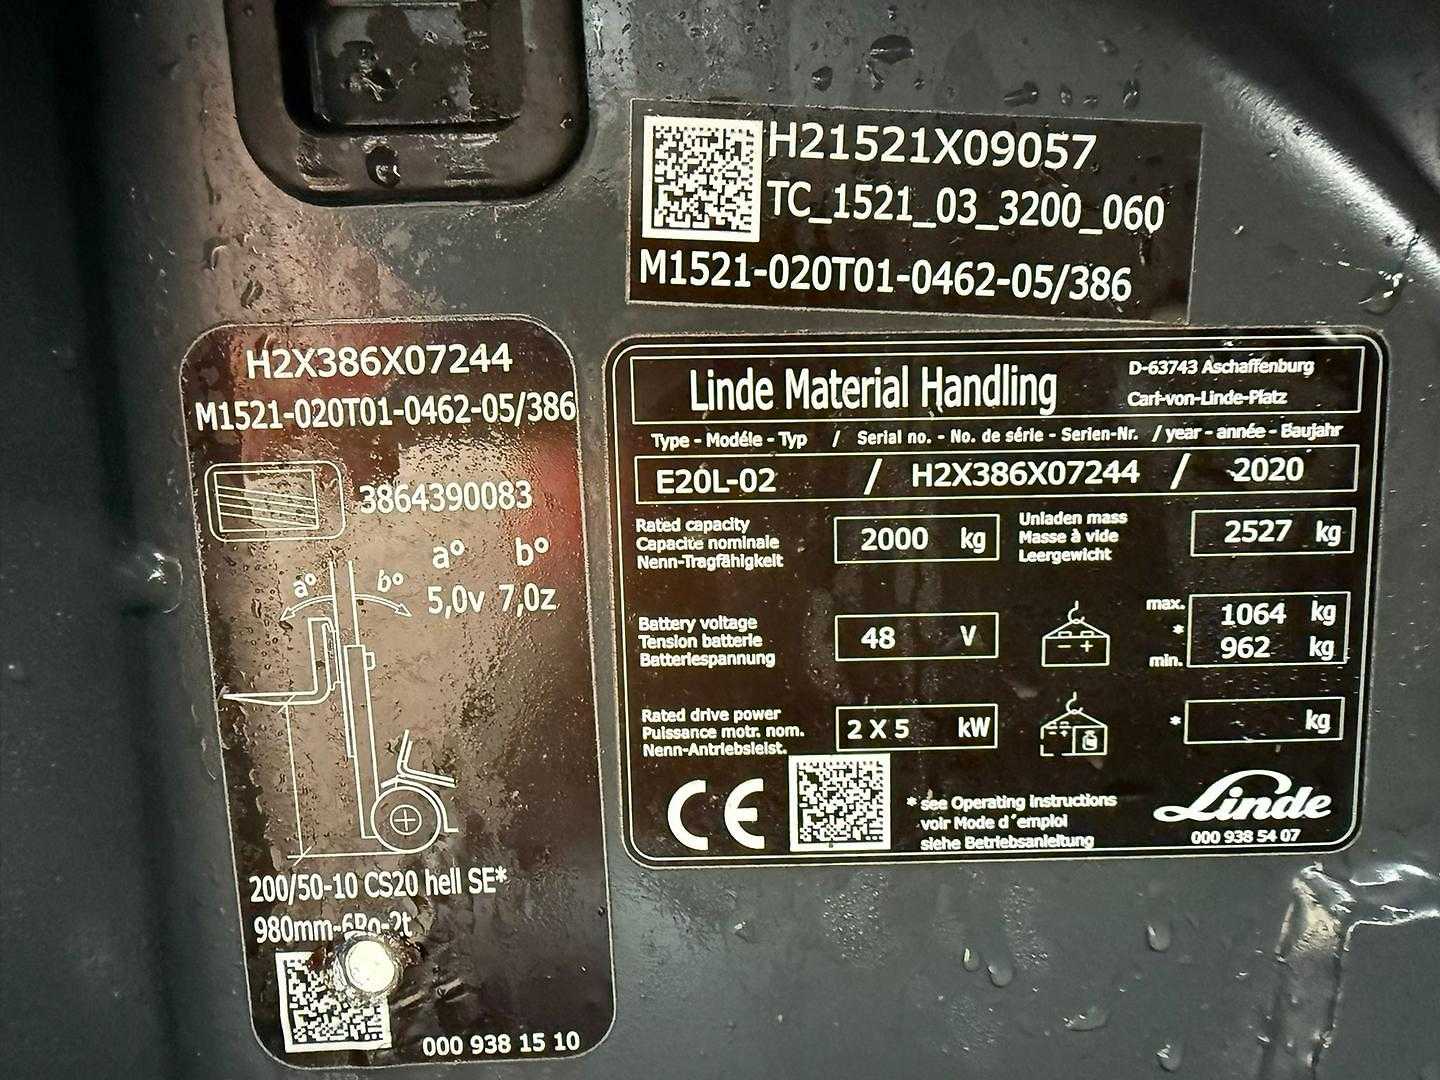 H21521X09057
TC_1521_03_3200_060
M1521-020T01-0462-05/386
H2X386X07244
M1521-020T01-0462-05/386
3864390083
a° b°
a° b°
5,0v 7,0z
200/50-10 CS20 hell SE*
980mm-6Ro-2t
000 938 15 10
Linde Material Handling
D-63743 Aschaffenburg
Carl-von-Linde-Platz
Type - Modéle - Typ / Serial no. - No. de série - Serien-Nr. / year - année - Baujahr
E20L-02 / H2X386X07244 / 2020
Rated capacity
Capacité nominale
Nenn-Tragfähigkeit
2000 kg
Unladen mass
Masse à vide
Leergewicht
2527 kg
Battery voltage
Tension batterie
Batteriespannung
48 V
- +
max. 1064 kg
*
min. 962 kg
Rated drive power
Puissance motr. nom.
Nenn-Antriebsleist.
2 X 5 kW
* kg
CE
* see Operating instructions
voir Mode d´emploi
siehe Betriebsanleitung
Linde
000 938 54 07